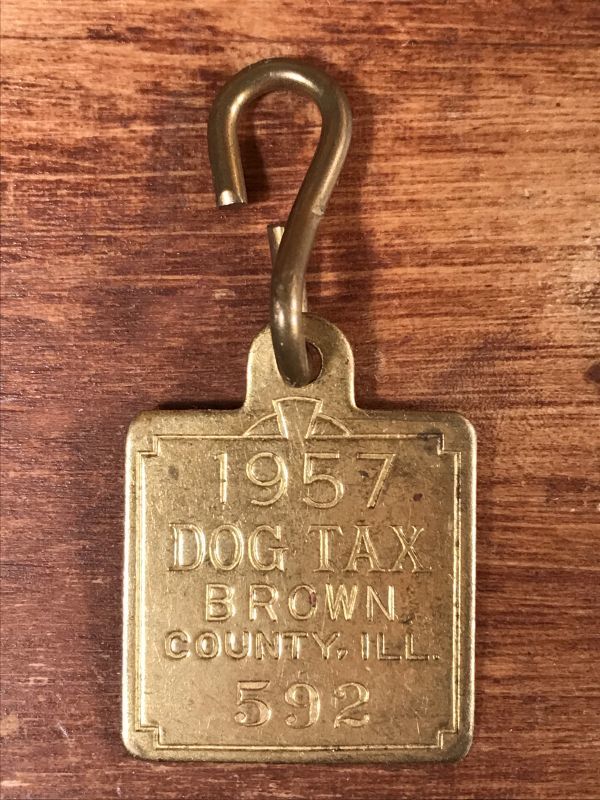 1957
DOG TAX
BROWN
COUNTY, ILL.
592